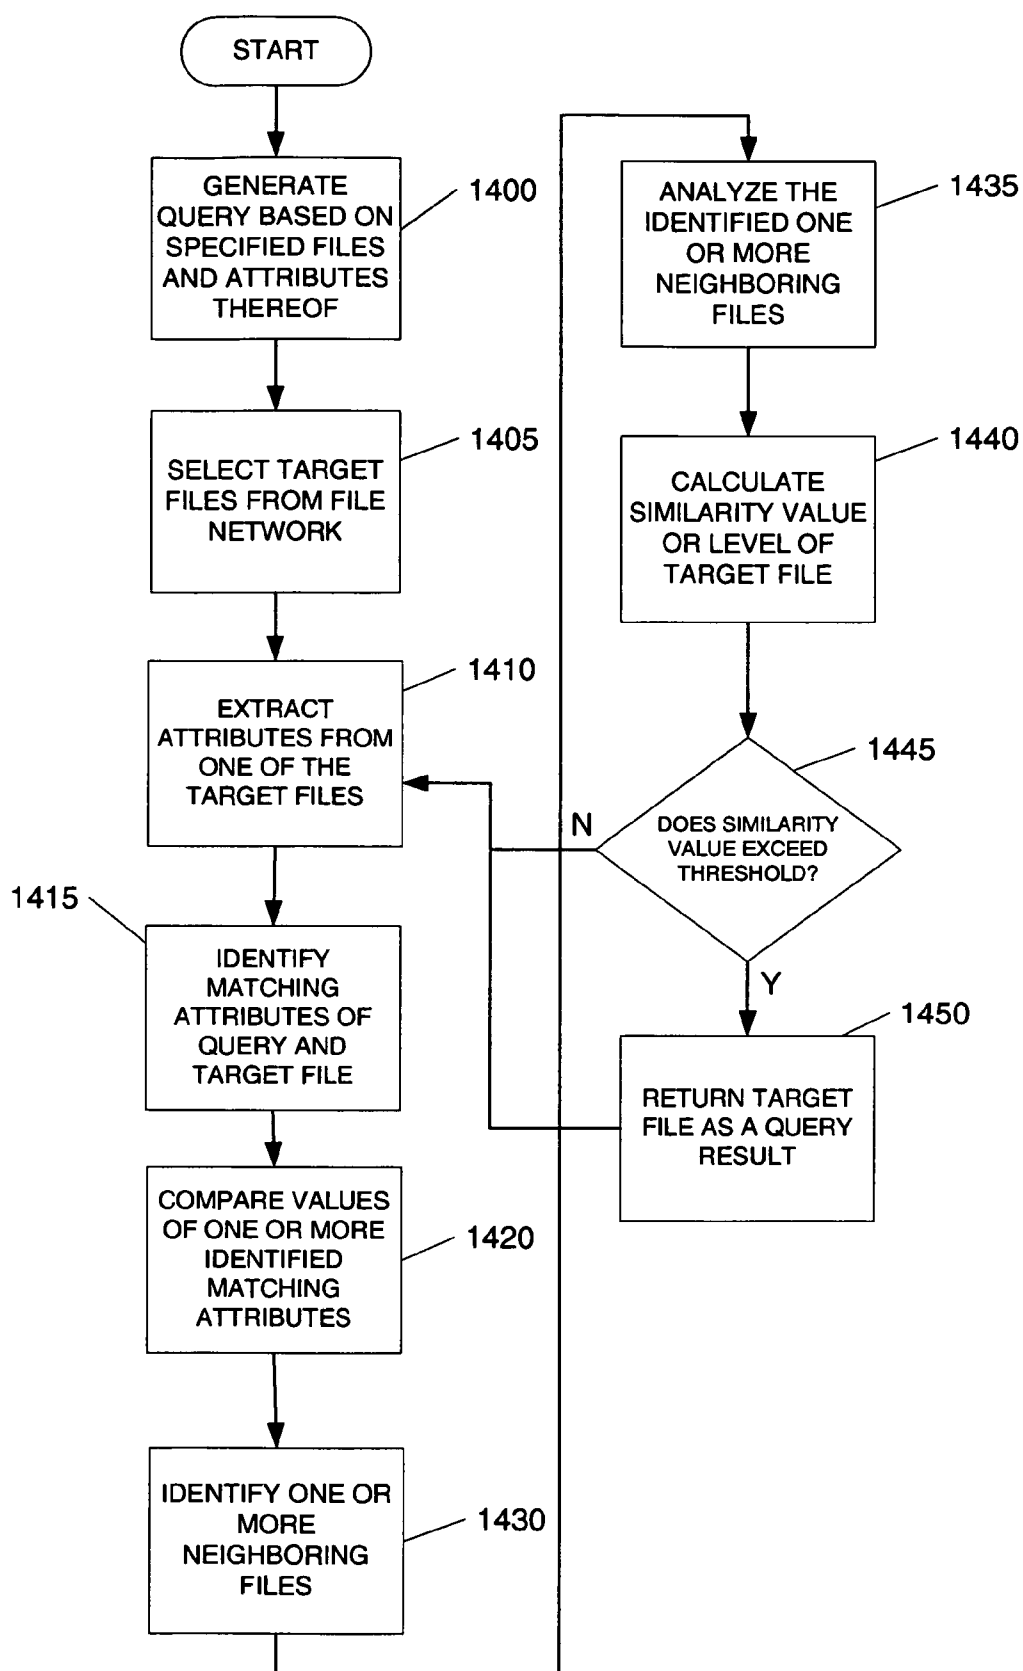 START
GENERATE
QUERY BASED ON
SPECIFIED FILES
AND ATTRIBUTES
THEREOF
1400
SELECT TARGET
FILES FROM FILE
NETWORK
1405
EXTRACT
ATTRIBUTES FROM
ONE OF THE
TARGET FILES
1410
1415
IDENTIFY
MATCHING
ATTRIBUTES OF
QUERY AND
TARGET FILE
COMPARE VALUES
OF ONE OR MORE
IDENTIFIED
MATCHING
ATTRIBUTES
1420
IDENTIFY ONE OR
MORE
NEIGHBORING
FILES
1430
ANALYZE THE
IDENTIFIED ONE
OR MORE
NEIGHBORING
FILES
1435
CALCULATE
SIMILARITY VALUE
OR LEVEL OF
TARGET FILE
1440
DOES SIMILARITY
VALUE EXCEED
THRESHOLD?
1445
N
Y
RETURN TARGET
FILE AS A QUERY
RESULT
1450